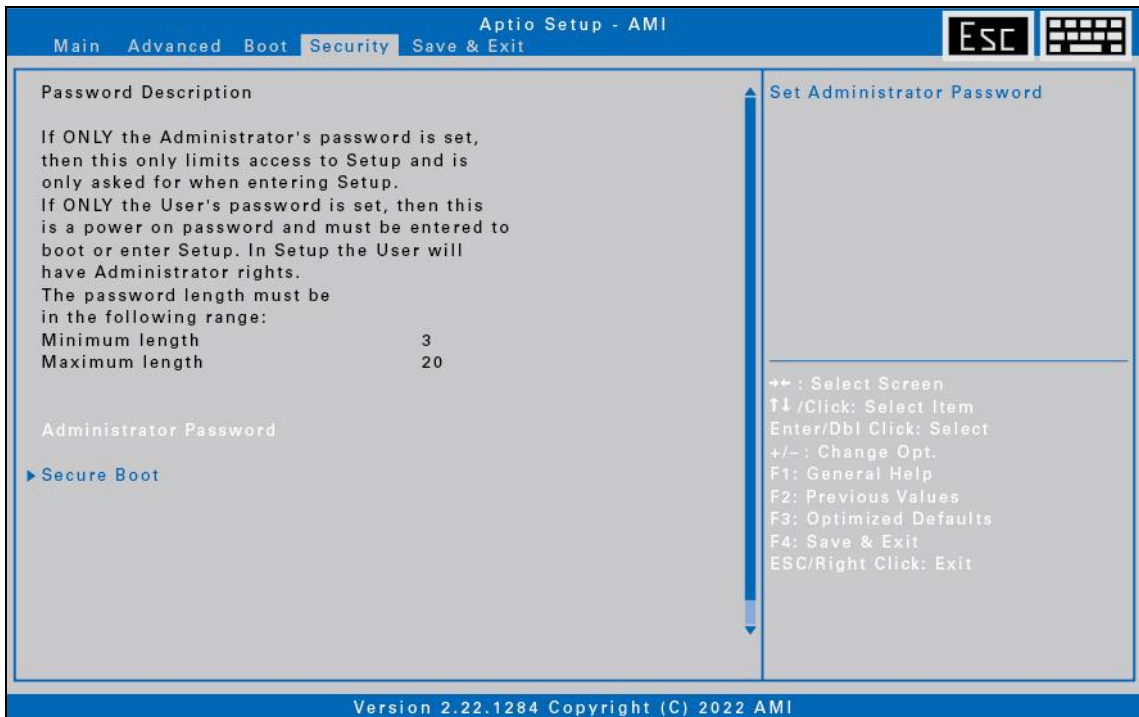 Aptio Setup - AMI
Main Advanced Boot Security Save & Exit
Esc
Password Description
If ONLY the Administrator's password is set,
then this only limits access to Setup and is
only asked for when entering Setup.
If ONLY the User's password is set, then this
is a power on password and must be entered to
boot or enter Setup. In Setup the User will
have Administrator rights.
The password length must be
in the following range:
Minimum length 3
Maximum length 20
Administrator Password
Secure Boot
Set Administrator Password
→← : Select Screen
↑↓ /Click: Select Item
Enter/Dbl Click: Select
+/– : Change Opt.
F1: General Help
F2: Previous Values
F3: Optimized Defaults
F4: Save & Exit
ESC/Right Click: Exit
Version 2.22.1284 Copyright (C) 2022 AMI